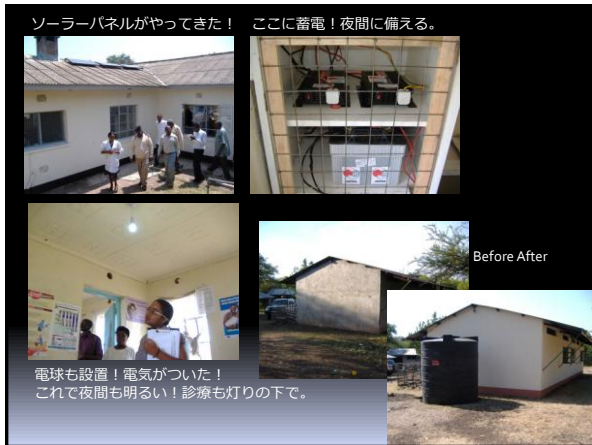 ソーラーパネルがやってきた！
ここに蓄電！夜間に備える。
Before After
電球も設置！電気がついた！
これで夜間も明るい！診療も灯りの下で。